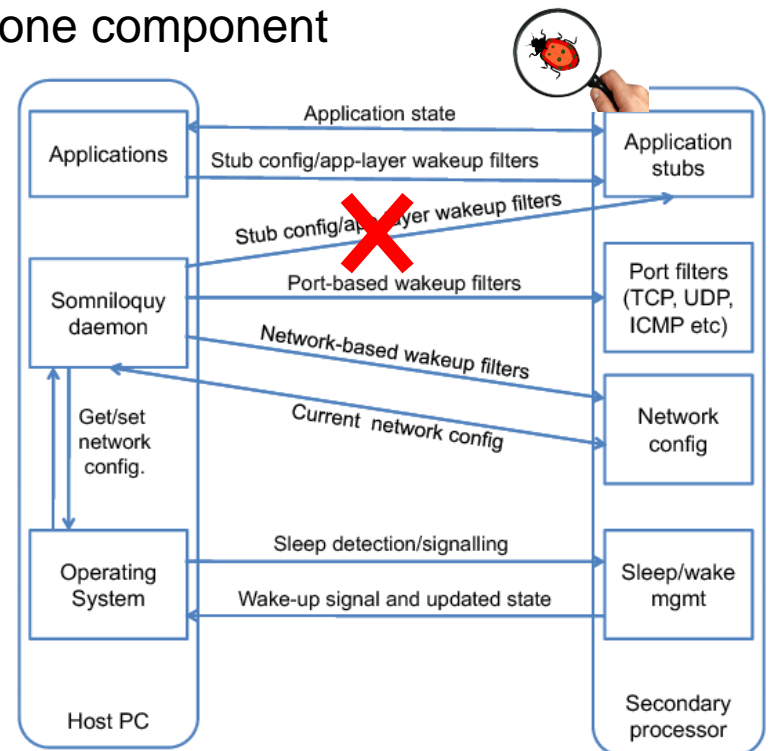 one component
Application state
Applications
Application
stubs
Stub config/app-layer wakeup filters
Stub config/app-layer wakeup filters
Port-based wakeup filters
Port filters
(TCP, UDP,
ICMP etc)
Somniloquy
daemon
Network-based wakeup filters
Current network config
Network
config
Get/set
network
config.
Sleep detection/signalling
Operating
System
Sleep/wake
mgmt
Wake-up signal and updated state
Host PC
Secondary
processor